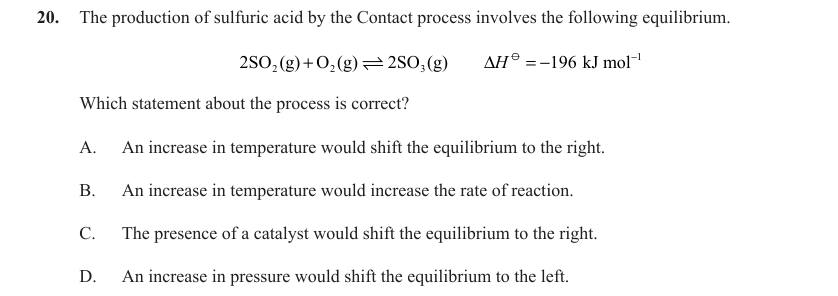 20. The production of sulfuric acid by the Contact process involves the following equilibrium.
2SO₂(g)+O₂(g)⇌2SO₃(g) ΔH⊖ =−196 kJ mol⁻¹
Which statement about the process is correct?
A. An increase in temperature would shift the equilibrium to the right.
B. An increase in temperature would increase the rate of reaction.
C. The presence of a catalyst would shift the equilibrium to the right.
D. An increase in pressure would shift the equilibrium to the left.